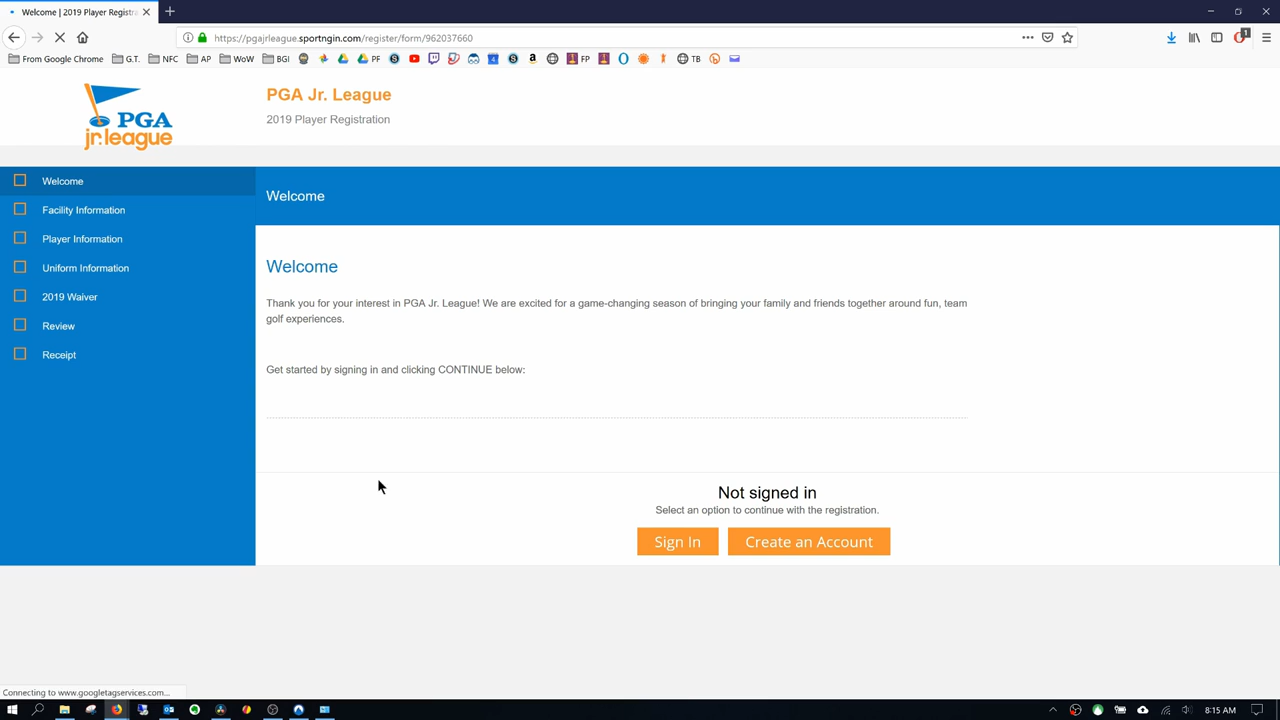 Welcome | 2019 Player Registra
https://pgajrleague.sportngin.com/register/form/962037660
1
From Google Chrome G.T. NFC AP WoW BGI PF FP TB
PGA
jr.league
PGA Jr. League
2019 Player Registration
Welcome
Facility Information
Player Information
Uniform Information
2019 Waiver
Review
Receipt
Welcome
Welcome
Thank you for your interest in PGA Jr. League! We are excited for a game-changing season of bringing your family and friends together around fun, team
golf experiences.
Get started by signing in and clicking CONTINUE below:
Not signed in
Select an option to continue with the registration.
Sign In Create an Account
Connecting to www.googletagservices.com...
8:15 AM